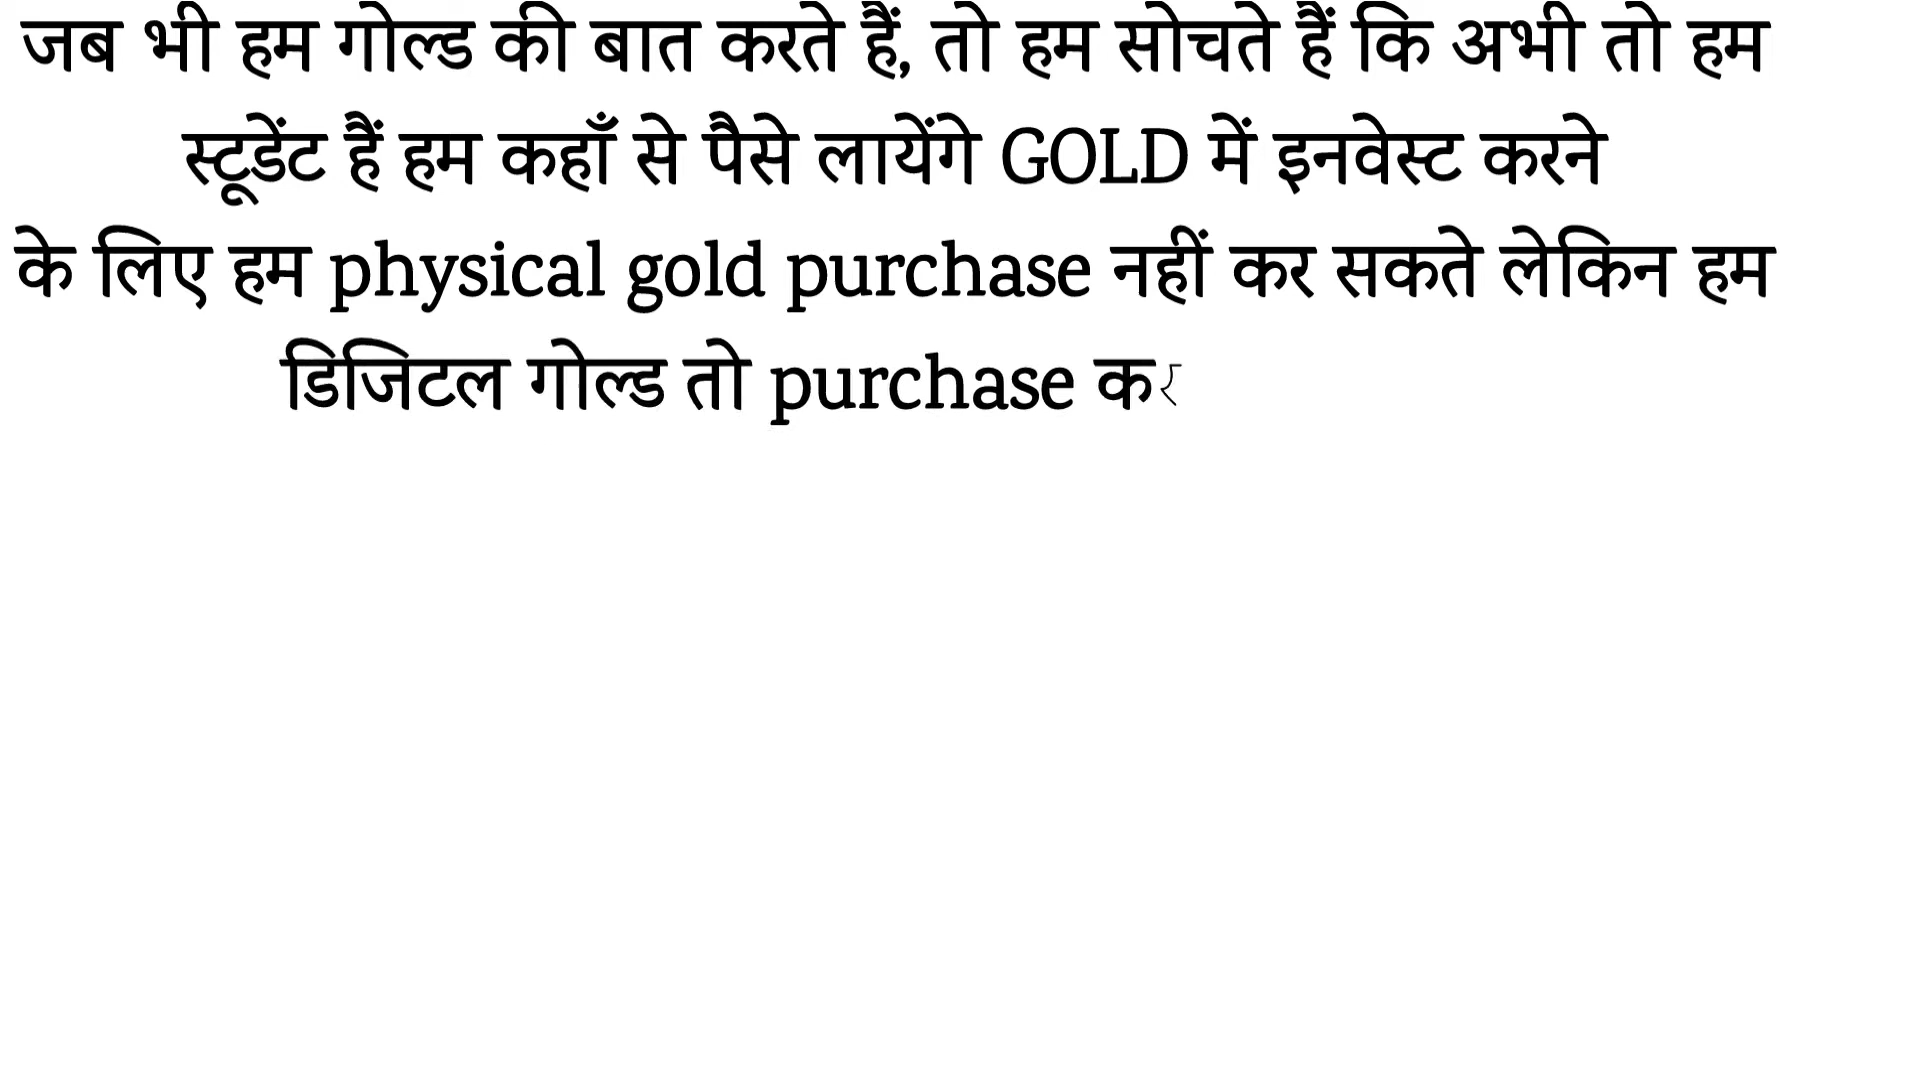 जब भी हम गोल्ड की बात करते हैं, तो हम सोचते हैं कि अभी तो हम
स्टूडेंट हैं हम कहाँ से पैसे लायेंगे GOLD में इनवेस्ट करने
के लिए हम physical gold purchase नहीं कर सकते लेकिन हम
डिजिटल गोल्ड तो purchase कर